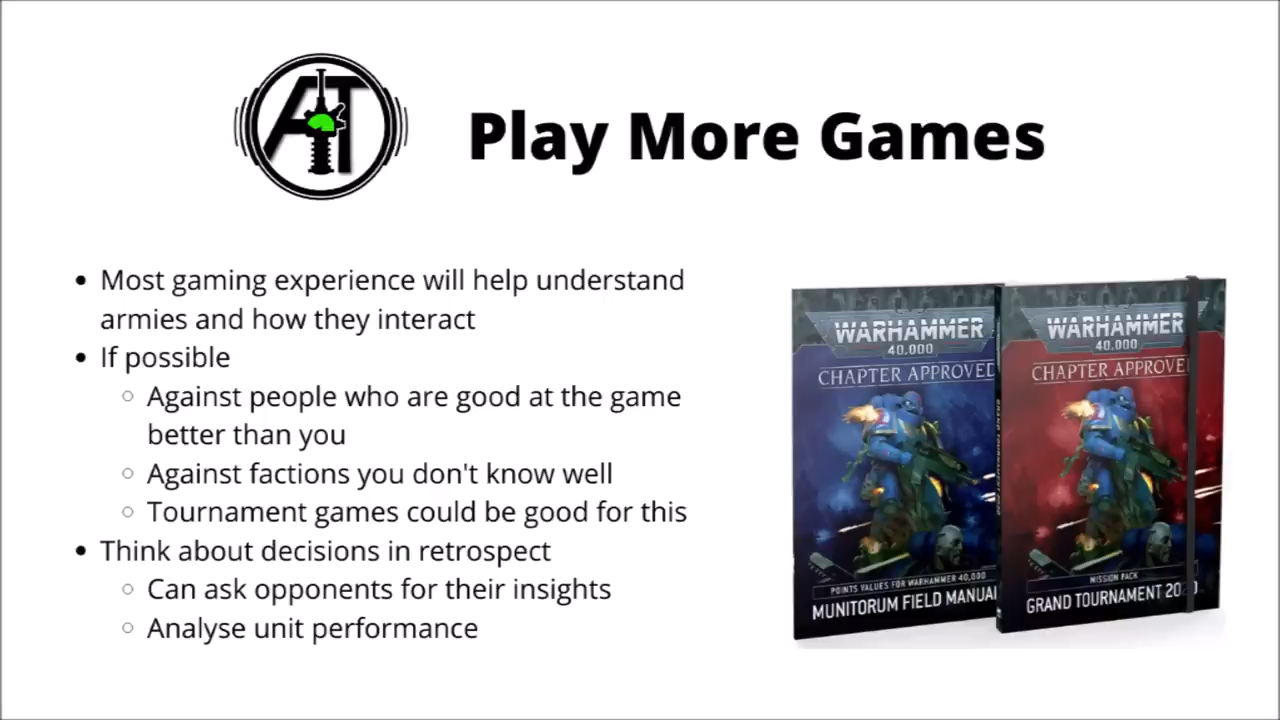 AT
Play More Games
• Most gaming experience will help understand
armies and how they interact
• If possible
○ Against people who are good at the game
better than you
○ Against factions you don't know well
○ Tournament games could be good for this
• Think about decisions in retrospect
○ Can ask opponents for their insights
○ Analyse unit performance
WARHAMMER
40,000
CHAPTER APPROVED
POINTS VALUES FOR WARHAMMER 40,000
MUNITORUM FIELD MANUAL
WARHAMMER
40,000
CHAPTER APPROVE
MISSION PACK
GRAND TOURNAMENT 2020